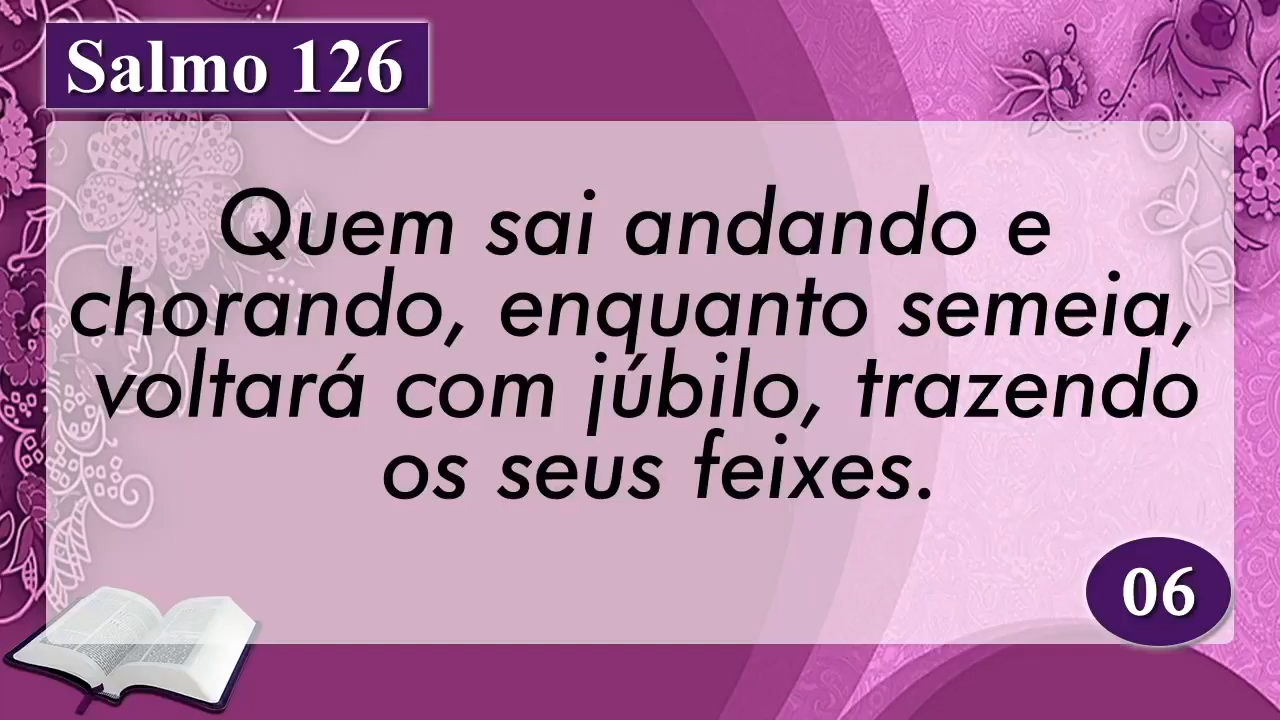 Salmo 126
Quem sai andando e
chorando, enquanto semeia,
voltará com júbilo, trazendo
os seus feixes.
06